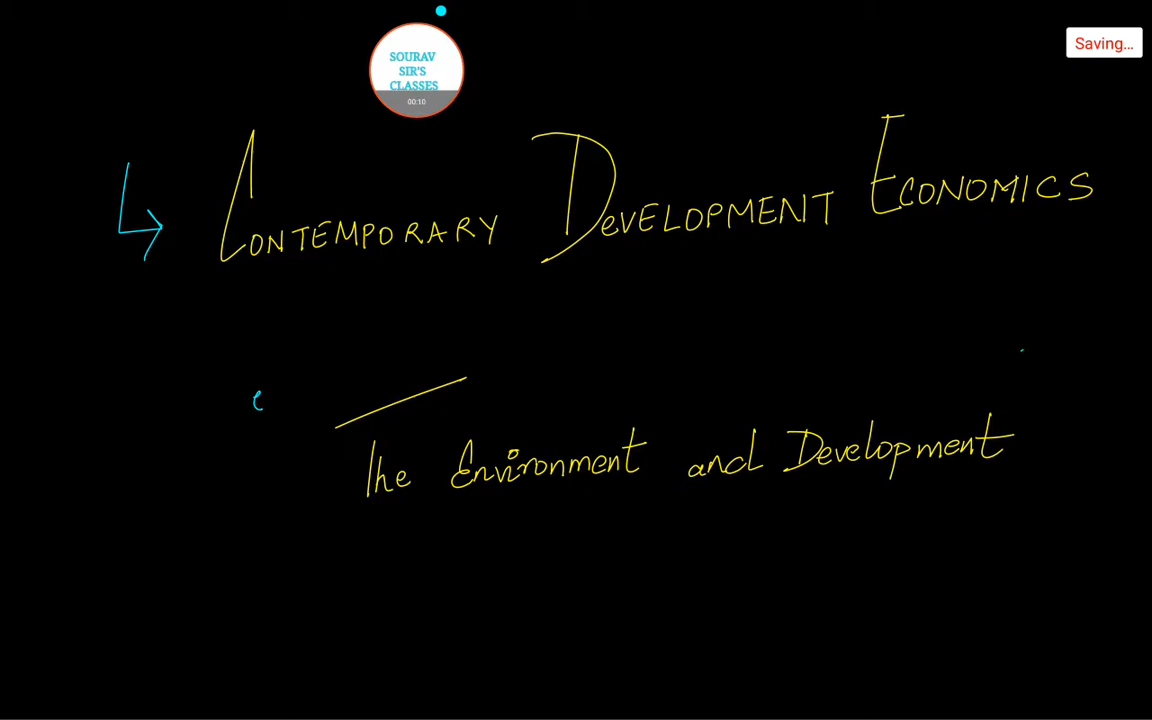 SOURAV
SIR'S
CLASSES
00:10
Saving...
CONTEMPORARY DEVELOPMENT ECONOMICS
The Environment and Development